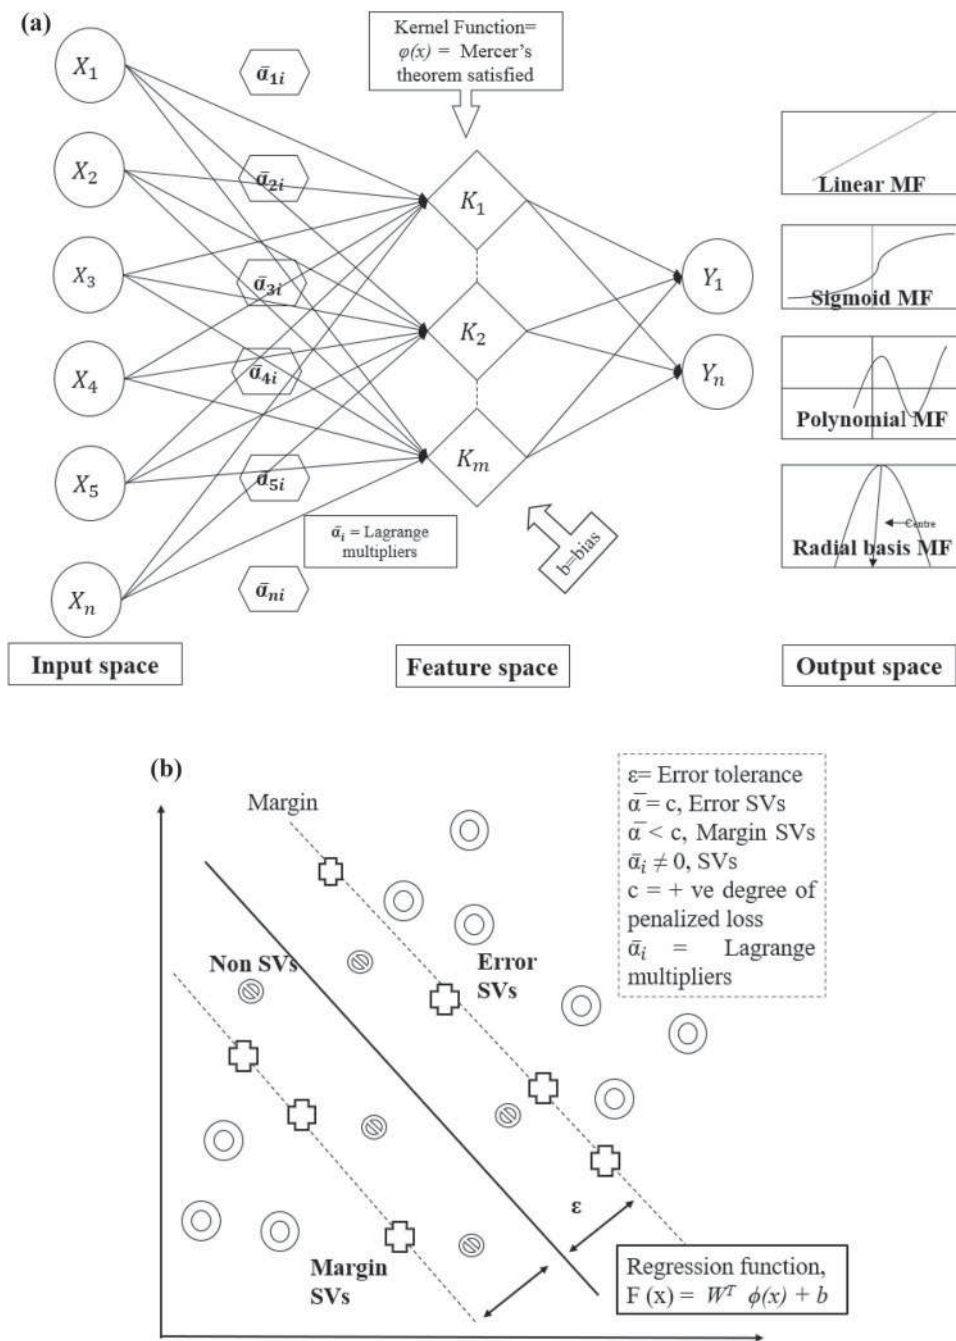 (a)
Kernel Function=
φ(x) = Mercer's
theorem satisfied
X₁
X₂
X₃
X₄
X₅
Xₙ
ᾱ₁ᵢ
ᾱ₂ᵢ
ᾱ₃ᵢ
ᾱ₄ᵢ
ᾱ₅ᵢ
ᾱₙᵢ
ᾱᵢ = Lagrange
multipliers
K₁
K₂
Kₘ
b=bias
Y₁
Yₙ
Linear MF
Sigmoid MF
Polynomial MF
Centre
Radial basis MF
Input space
Feature space
Output space
(b)
Margin
ε= Error tolerance
ᾱ = c, Error SVs
ᾱ < c, Margin SVs
ᾱᵢ ≠ 0, SVs
c = + ve degree of
penalized loss
ᾱᵢ = Lagrange
multipliers
Non SVs
Error
SVs
ε
Margin
SVs
Regression function,
F (x) = Wᵀ ϕ(x) + b